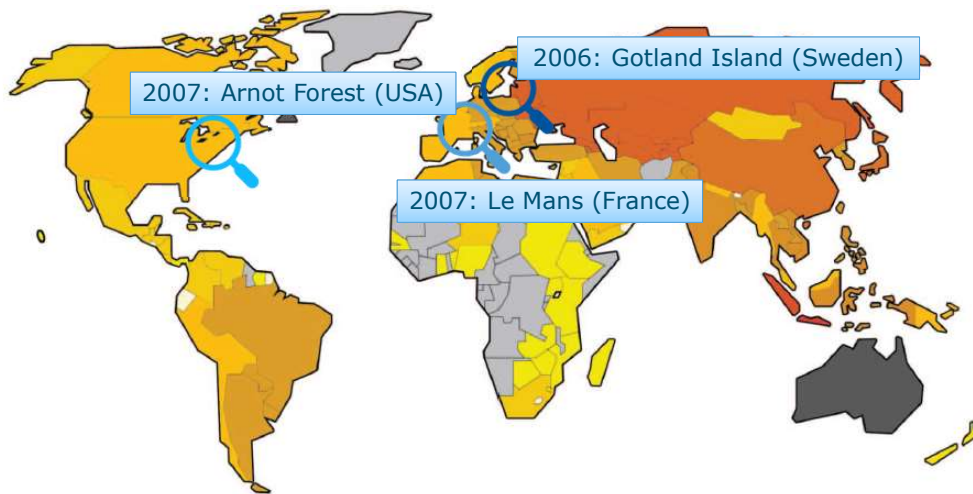 2006: Gotland Island (Sweden)
2007: Arnot Forest (USA)
2007: Le Mans (France)